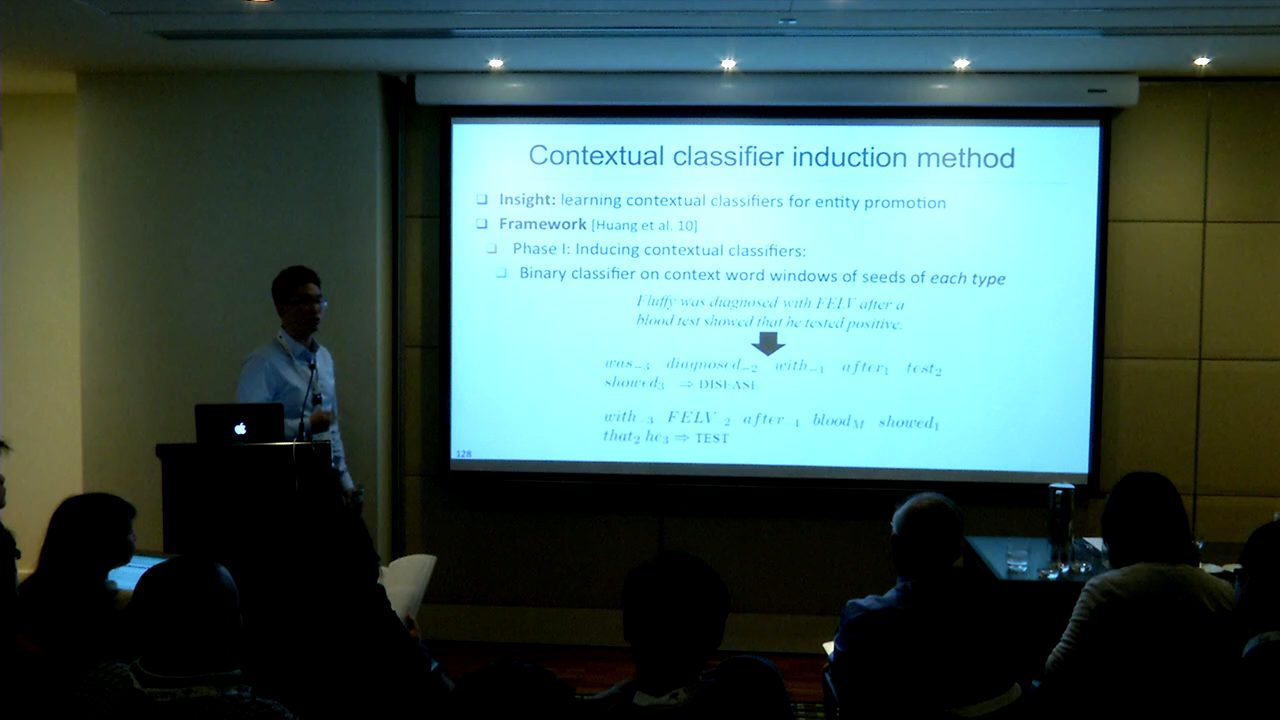 Contextual classifier induction method
❑ Insight: learning contextual classifiers for entity promotion
❑ Framework [Huang et al. 10]
❑ Phase I: Inducing contextual classifiers:
❑ Binary classifier on context word windows of seeds of each type
Fluffy was diagnosed with FELV after a
blood test showed that he tested positive.
was₋₃ diagnosed₋₂ with₋₁ after₁ test₂
showed₃ ⇒ DISEASE
with₋₃ FELV₋₂ after₋₁ blood_M showed₁
that₂ he₃ ⇒ TEST
128